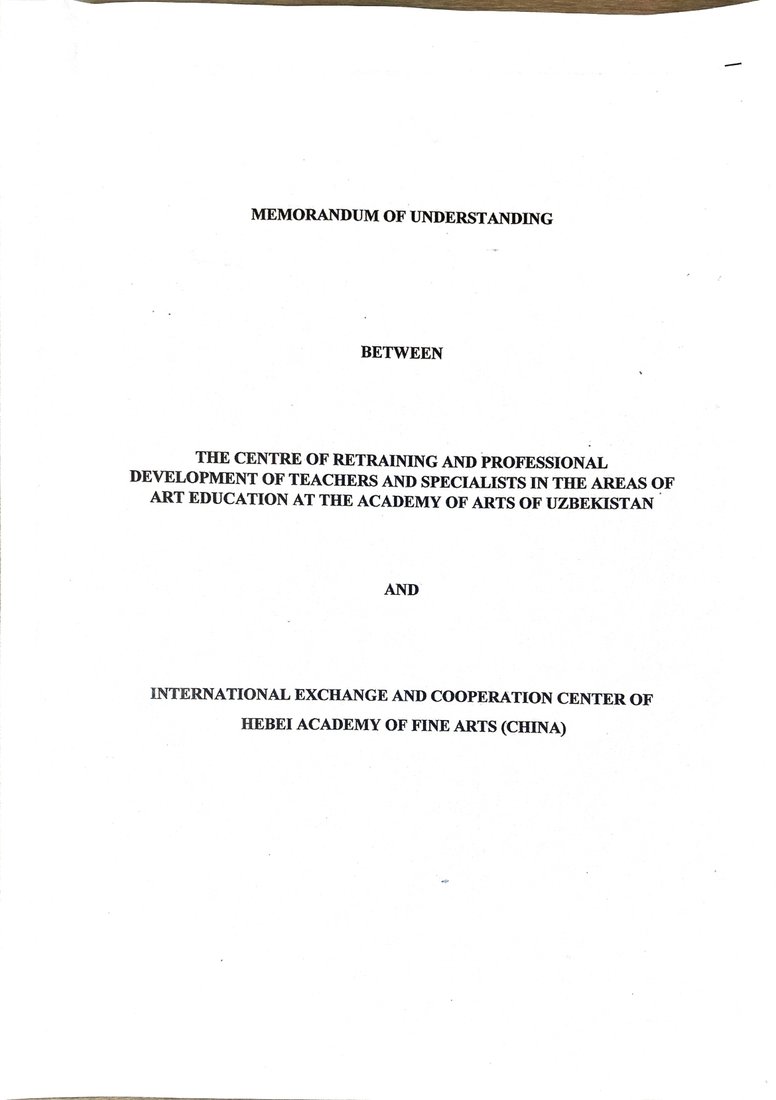 MEMORANDUM OF UNDERSTANDING
BETWEEN
THE CENTRE OF RETRAINING AND PROFESSIONAL
DEVELOPMENT OF TEACHERS AND SPECIALISTS IN THE AREAS OF
ART EDUCATION AT THE ACADEMY OF ARTS OF UZBEKISTAN
AND
INTERNATIONAL EXCHANGE AND COOPERATION CENTER OF
HEBEI ACADEMY OF FINE ARTS (CHINA)